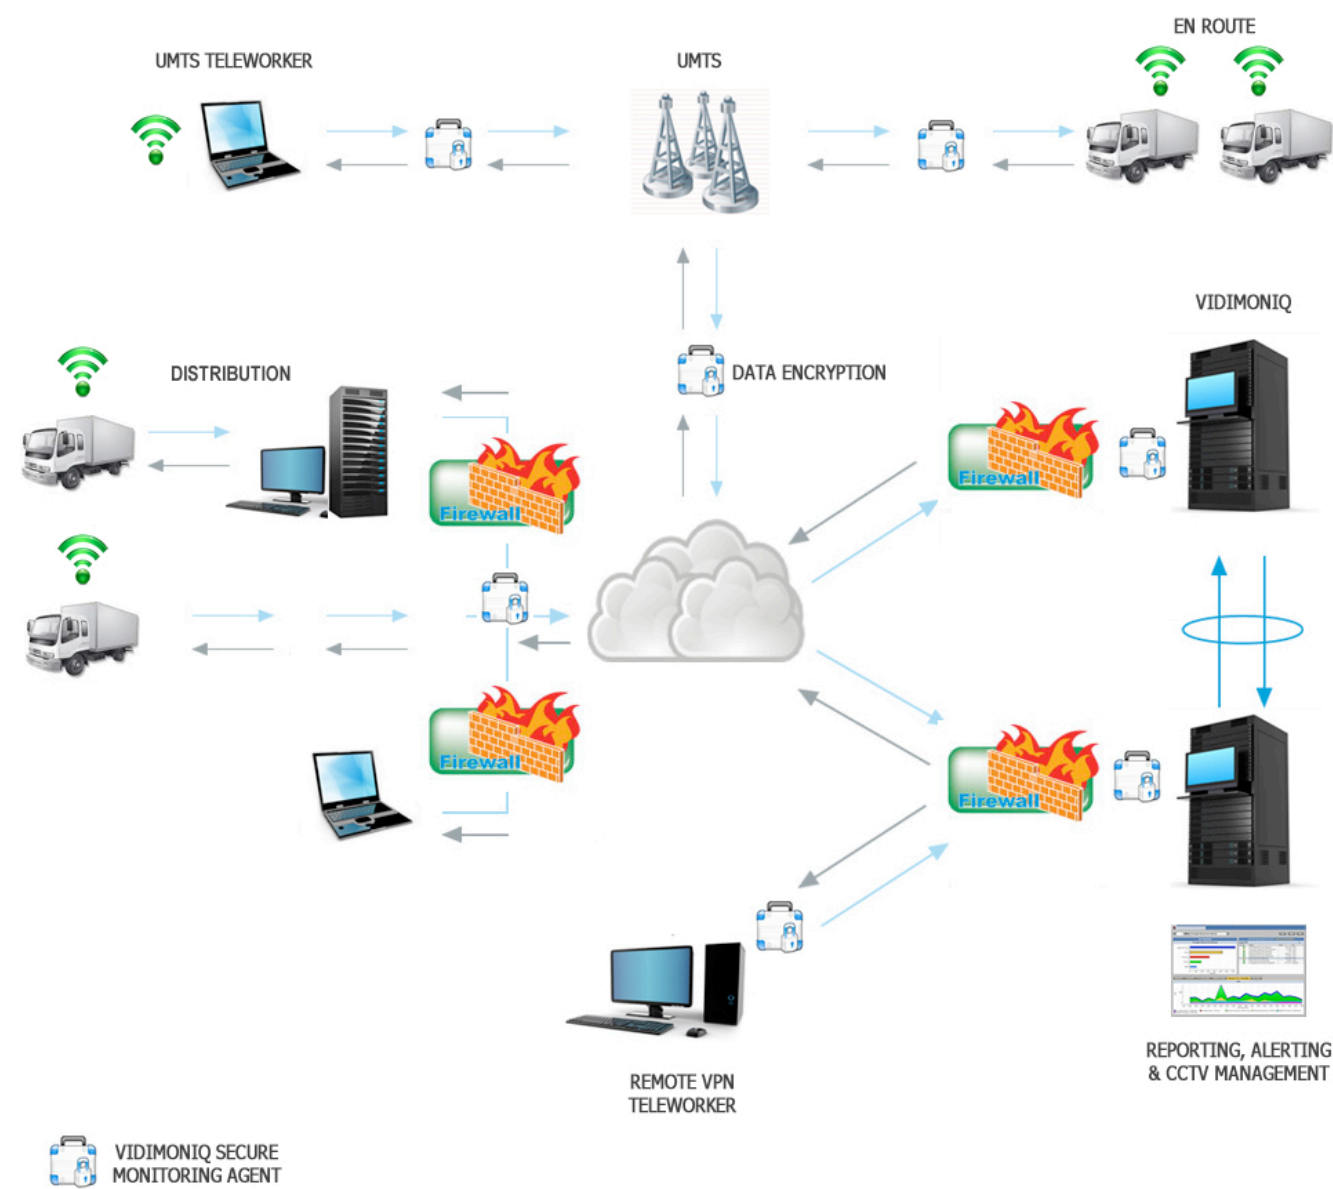 EN ROUTE
UMTS TELEWORKER
UMTS
VIDIMONIQ
DISTRIBUTION
DATA ENCRYPTION
Firewall
Firewall
Firewall
Firewall
REPORTING, ALERTING
& CCTV MANAGEMENT
REMOTE VPN
TELEWORKER
VIDIMONIQ SECURE
MONITORING AGENT